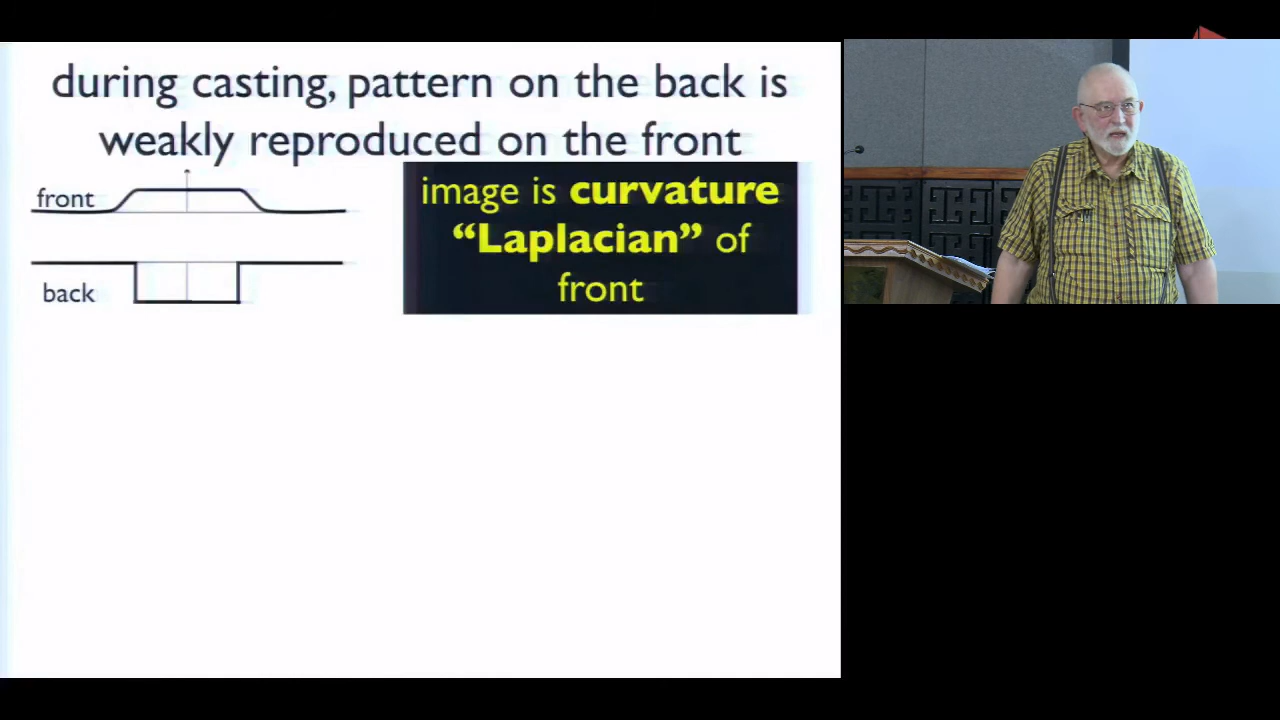 during casting, pattern on the back is
weakly reproduced on the front
front
image is curvature
“Laplacian” of
front
back